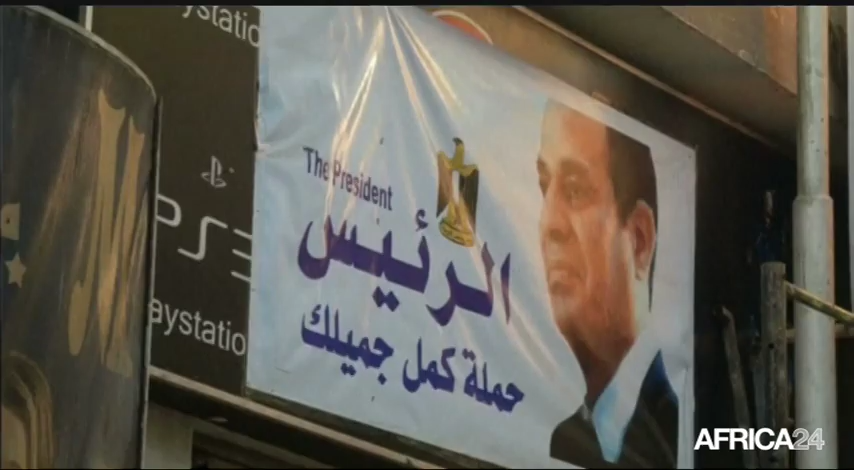 ystatio
PS3
aystatio
The President
الرئيس
حملة كمل جميلك
AFRICA24